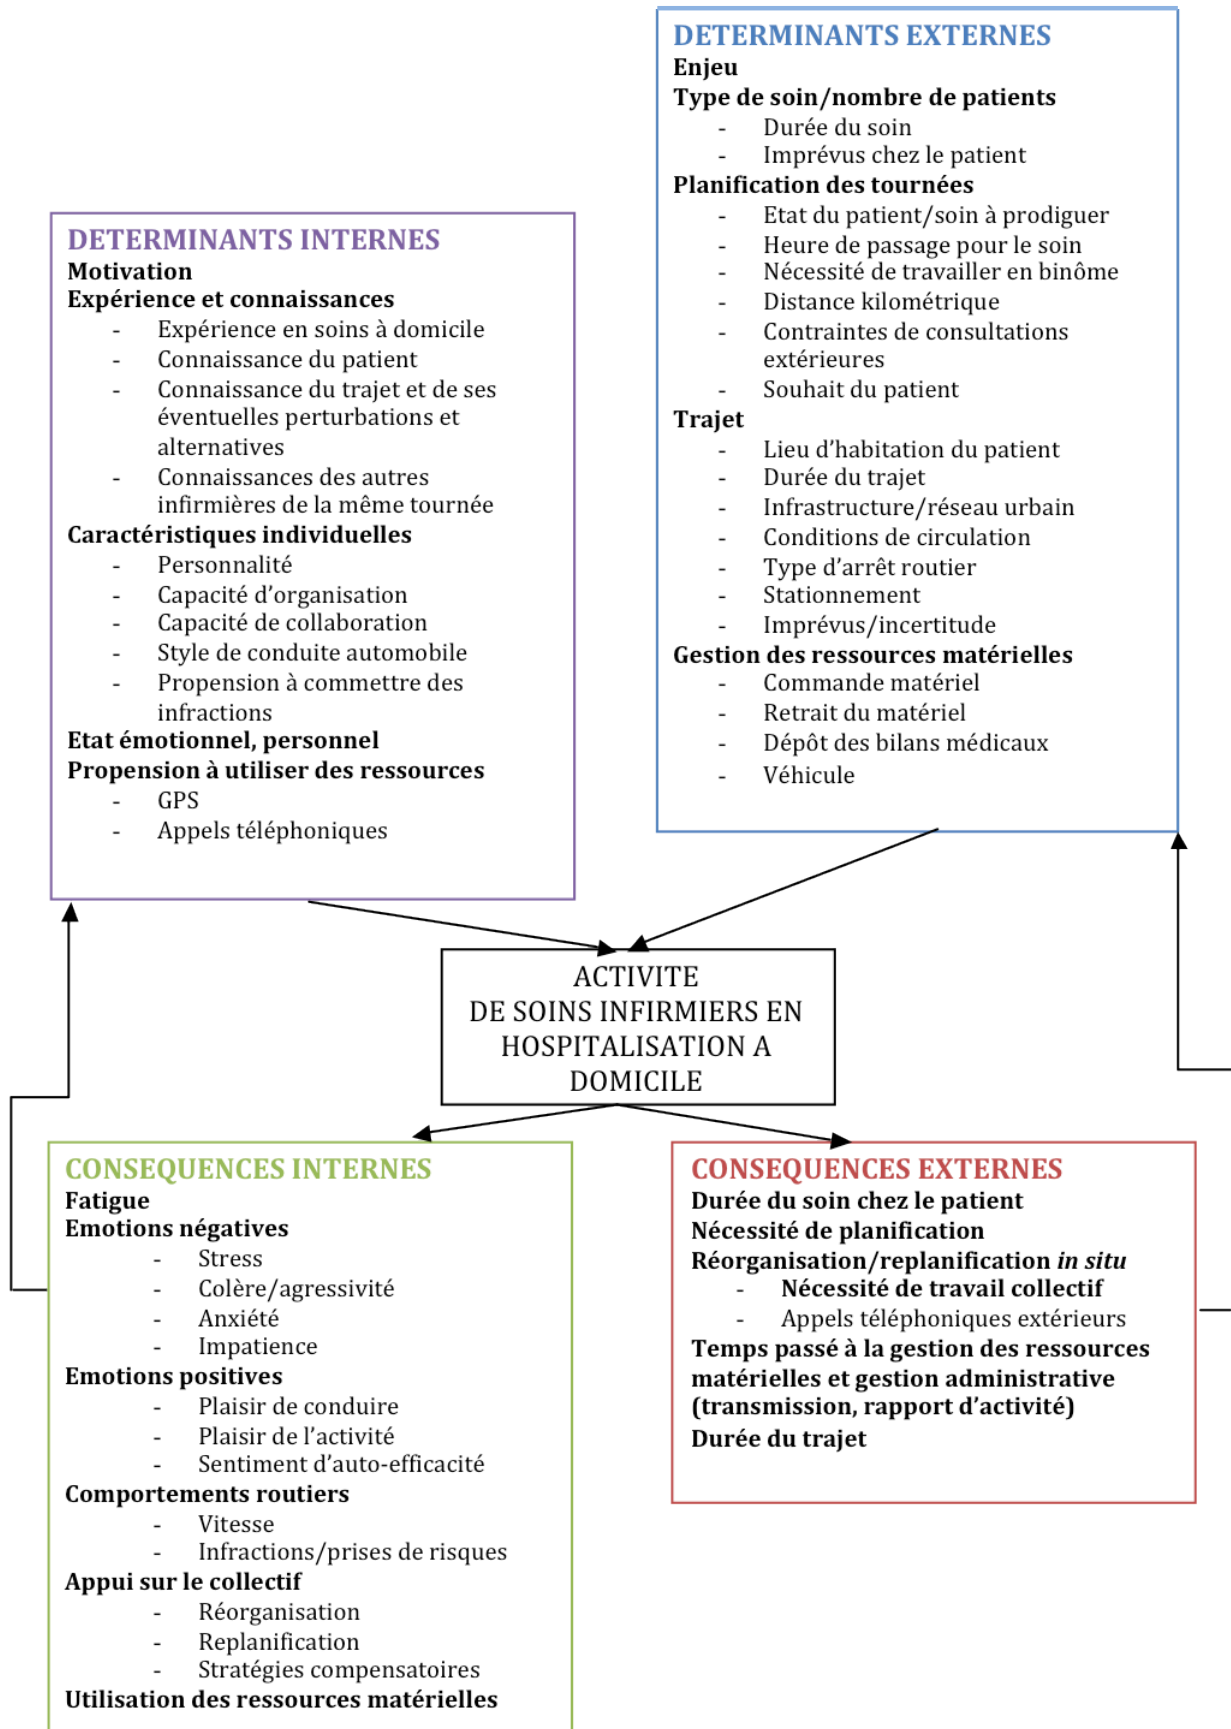 DETERMINANTS EXTERNES
Enjeu
Type de soin/nombre de patients
- Durée du soin
- Imprévus chez le patient
Planification des tournées
- Etat du patient/soin à prodiguer
- Heure de passage pour le soin
- Nécessité de travailler en binôme
- Distance kilométrique
- Contraintes de consultations
extérieures
- Souhait du patient
Trajet
- Lieu d'habitation du patient
- Durée du trajet
- Infrastructure/réseau urbain
- Conditions de circulation
- Type d'arrêt routier
- Stationnement
- Imprévus/incertitude
Gestion des ressources matérielles
- Commande matériel
- Retrait du matériel
- Dépôt des bilans médicaux
- Véhicule
DETERMINANTS INTERNES
Motivation
Expérience et connaissances
- Expérience en soins à domicile
- Connaissance du patient
- Connaissance du trajet et de ses
éventuelles perturbations et
alternatives
- Connaissances des autres
infirmières de la même tournée
Caractéristiques individuelles
- Personnalité
- Capacité d'organisation
- Capacité de collaboration
- Style de conduite automobile
- Propension à commettre des
infractions
Etat émotionnel, personnel
Propension à utiliser des ressources
- GPS
- Appels téléphoniques
ACTIVITE
DE SOINS INFIRMIERS EN
HOSPITALISATION A
DOMICILE
CONSEQUENCES INTERNES
Fatigue
Emotions négatives
- Stress
- Colère/agressivité
- Anxiété
- Impatience
Emotions positives
- Plaisir de conduire
- Plaisir de l'activité
- Sentiment d'auto-efficacité
Comportements routiers
- Vitesse
- Infractions/prises de risques
Appui sur le collectif
- Réorganisation
- Replanification
- Stratégies compensatoires
Utilisation des ressources matérielles
CONSEQUENCES EXTERNES
Durée du soin chez le patient
Nécessité de planification
Réorganisation/replanification in situ
- Nécessité de travail collectif
- Appels téléphoniques extérieurs
Temps passé à la gestion des ressources
matérielles et gestion administrative
(transmission, rapport d'activité)
Durée du trajet